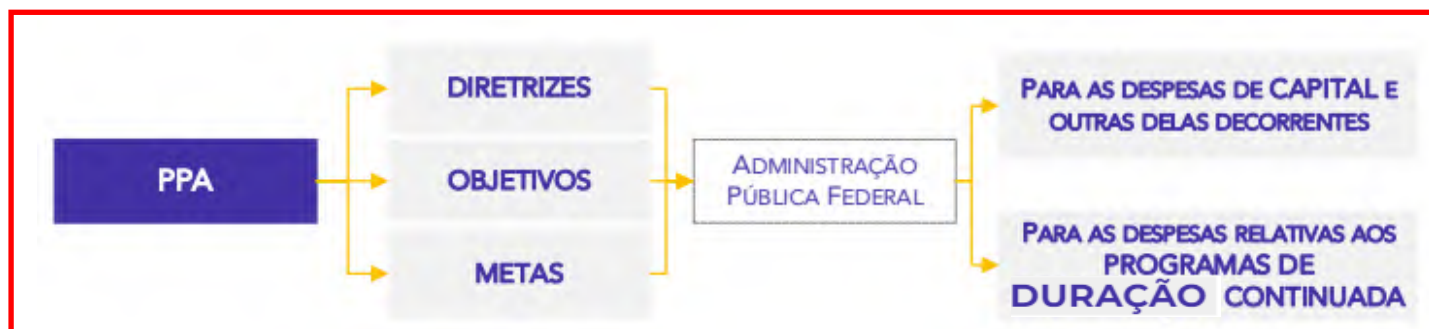 PPA
DIRETRIZES
OBJETIVOS
METAS
ADMINISTRAÇÃO
PÚBLICA FEDERAL
PARA AS DESPESAS DE CAPITAL E
OUTRAS DELAS DECORRENTES
PARA AS DESPESAS RELATIVAS AOS
PROGRAMAS DE
DURAÇÃO CONTINUADA